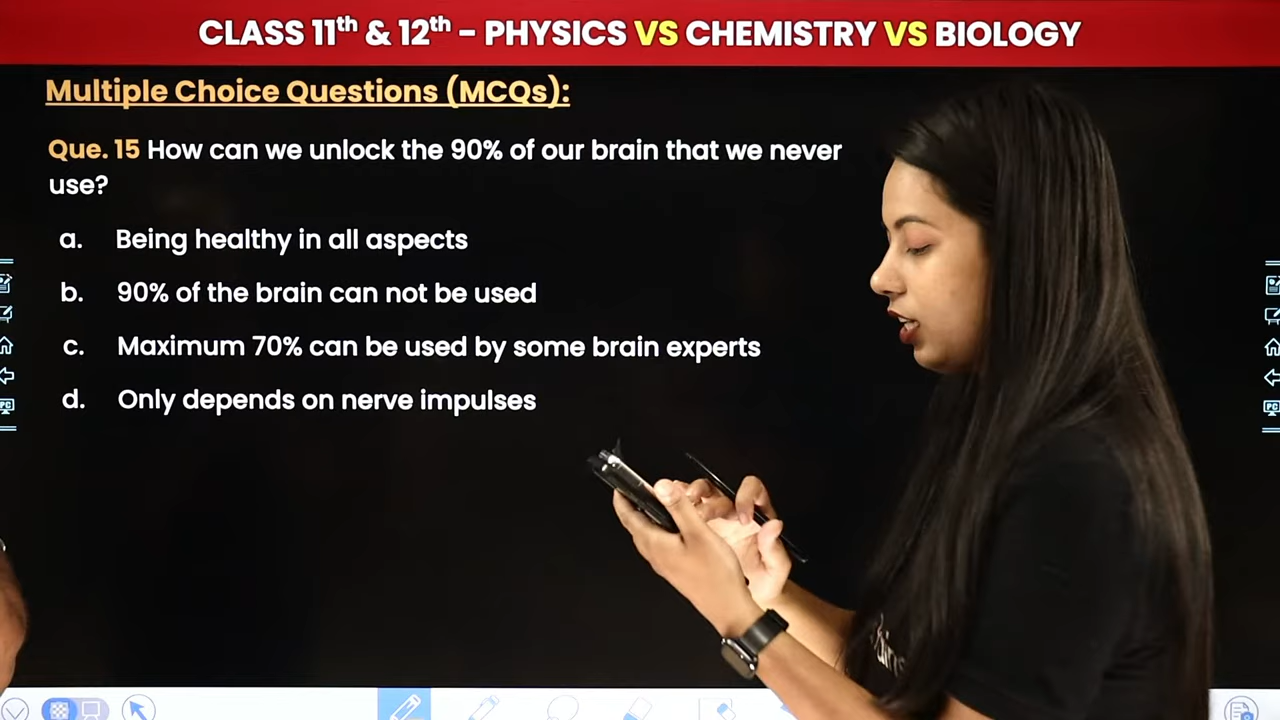 CLASS 11th & 12th - PHYSICS VS CHEMISTRY VS BIOLOGY
Multiple Choice Questions (MCQs):
Que. 15 How can we unlock the 90% of our brain that we never
use?
a. Being healthy in all aspects
b. 90% of the brain can not be used
c. Maximum 70% can be used by some brain experts
d. Only depends on nerve impulses
PC
PC